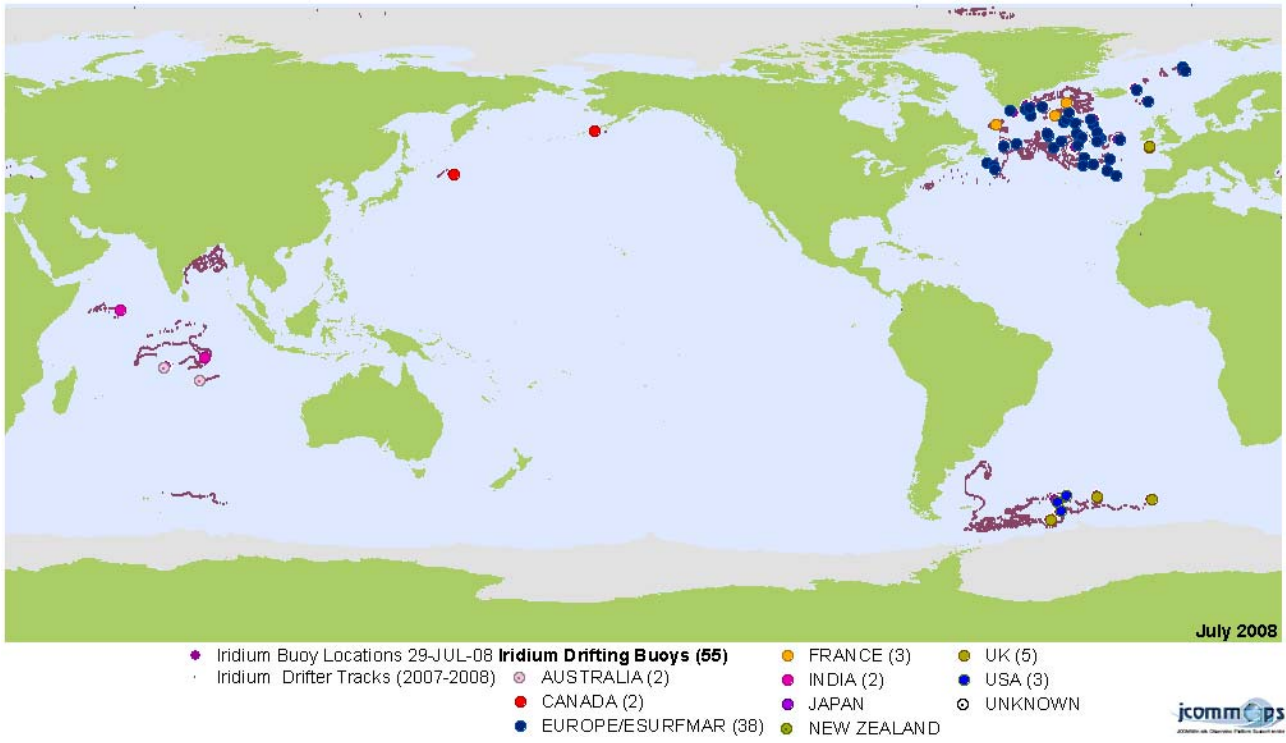 July 2008
Iridium Buoy Locations 29-JUL-08
Iridium Drifter Tracks (2007-2008)
Iridium Drifting Buoys (55)
AUSTRALIA (2)
CANADA (2)
EUROPE/ESURFMAR (38)
FRANCE (3)
INDIA (2)
JAPAN
NEW ZEALAND
UK (5)
USA (3)
UNKNOWN
jcommops